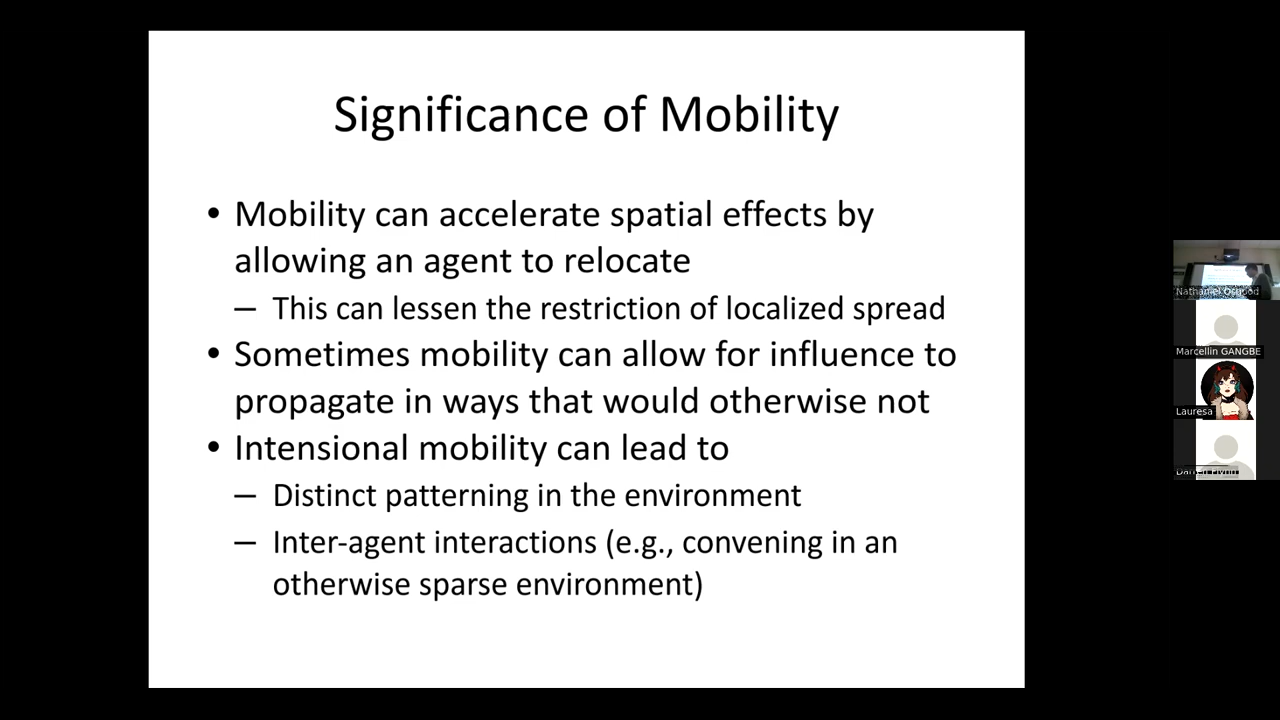 Significance of Mobility
• Mobility can accelerate spatial effects by
allowing an agent to relocate
– This can lessen the restriction of localized spread
• Sometimes mobility can allow for influence to
propagate in ways that would otherwise not
• Intensional mobility can lead to
– Distinct patterning in the environment
– Inter-agent interactions (e.g., convening in an
otherwise sparse environment)
Nathaniel Osgood
Marcellin GANGBE
Lauresa